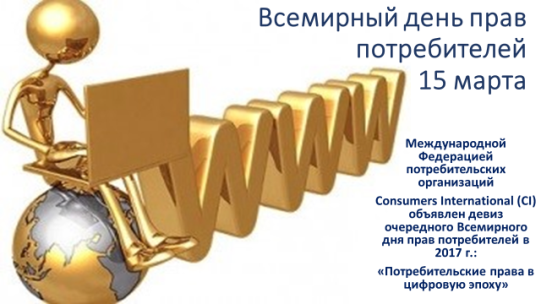 Всемирный день прав
потребителей
15 марта
Международной
Федерацией
потребительских
организаций
Consumers International (CI)
объявлен девиз
очередного Всемирного
дня прав потребителей в
2017 г.:
«Потребительские права в
цифровую эпоху»